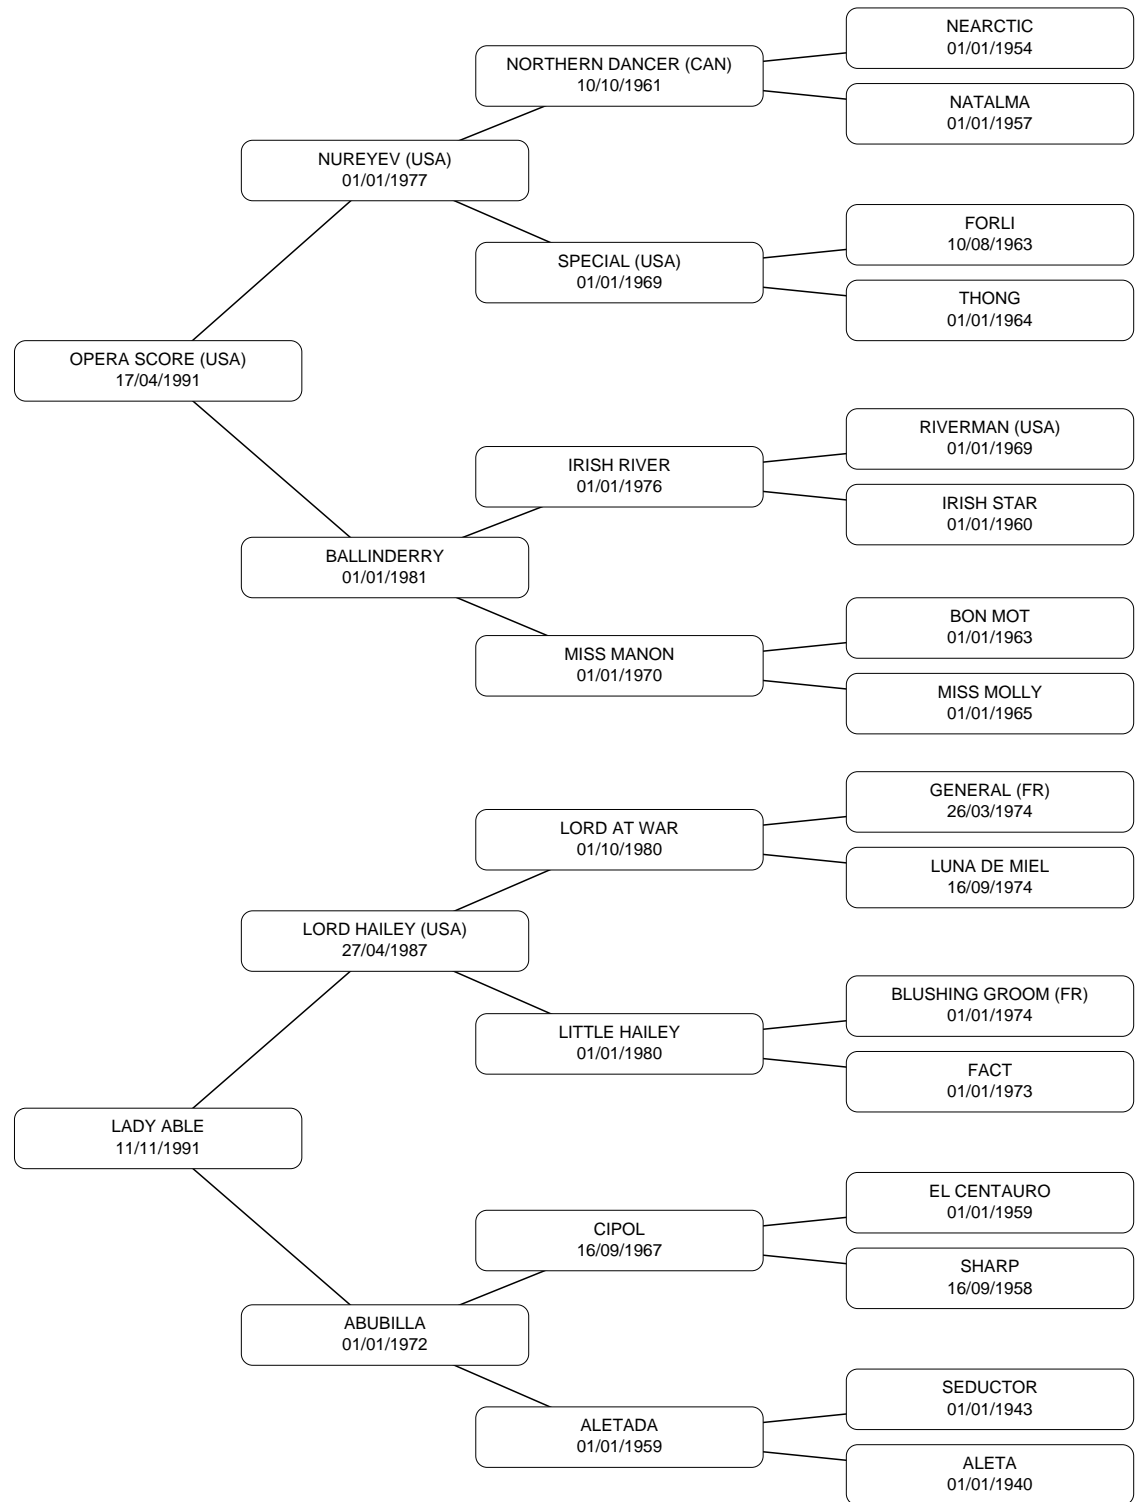 NEARCTIC
01/01/1954
NORTHERN DANCER (CAN)
10/10/1961
NATALMA
01/01/1957
NUREYEV (USA)
01/01/1977
FORLI
10/08/1963
SPECIAL (USA)
01/01/1969
THONG
01/01/1964
OPERA SCORE (USA)
17/04/1991
RIVERMAN (USA)
01/01/1969
IRISH RIVER
01/01/1976
IRISH STAR
01/01/1960
BALLINDERRY
01/01/1981
BON MOT
01/01/1963
MISS MANON
01/01/1970
MISS MOLLY
01/01/1965
GENERAL (FR)
26/03/1974
LORD AT WAR
01/10/1980
LUNA DE MIEL
16/09/1974
LORD HAILEY (USA)
27/04/1987
BLUSHING GROOM (FR)
01/01/1974
LITTLE HAILEY
01/01/1980
FACT
01/01/1973
LADY ABLE
11/11/1991
EL CENTAURO
01/01/1959
CIPOL
16/09/1967
SHARP
16/09/1958
ABUBILLA
01/01/1972
SEDUCTOR
01/01/1943
ALETADA
01/01/1959
ALETA
01/01/1940